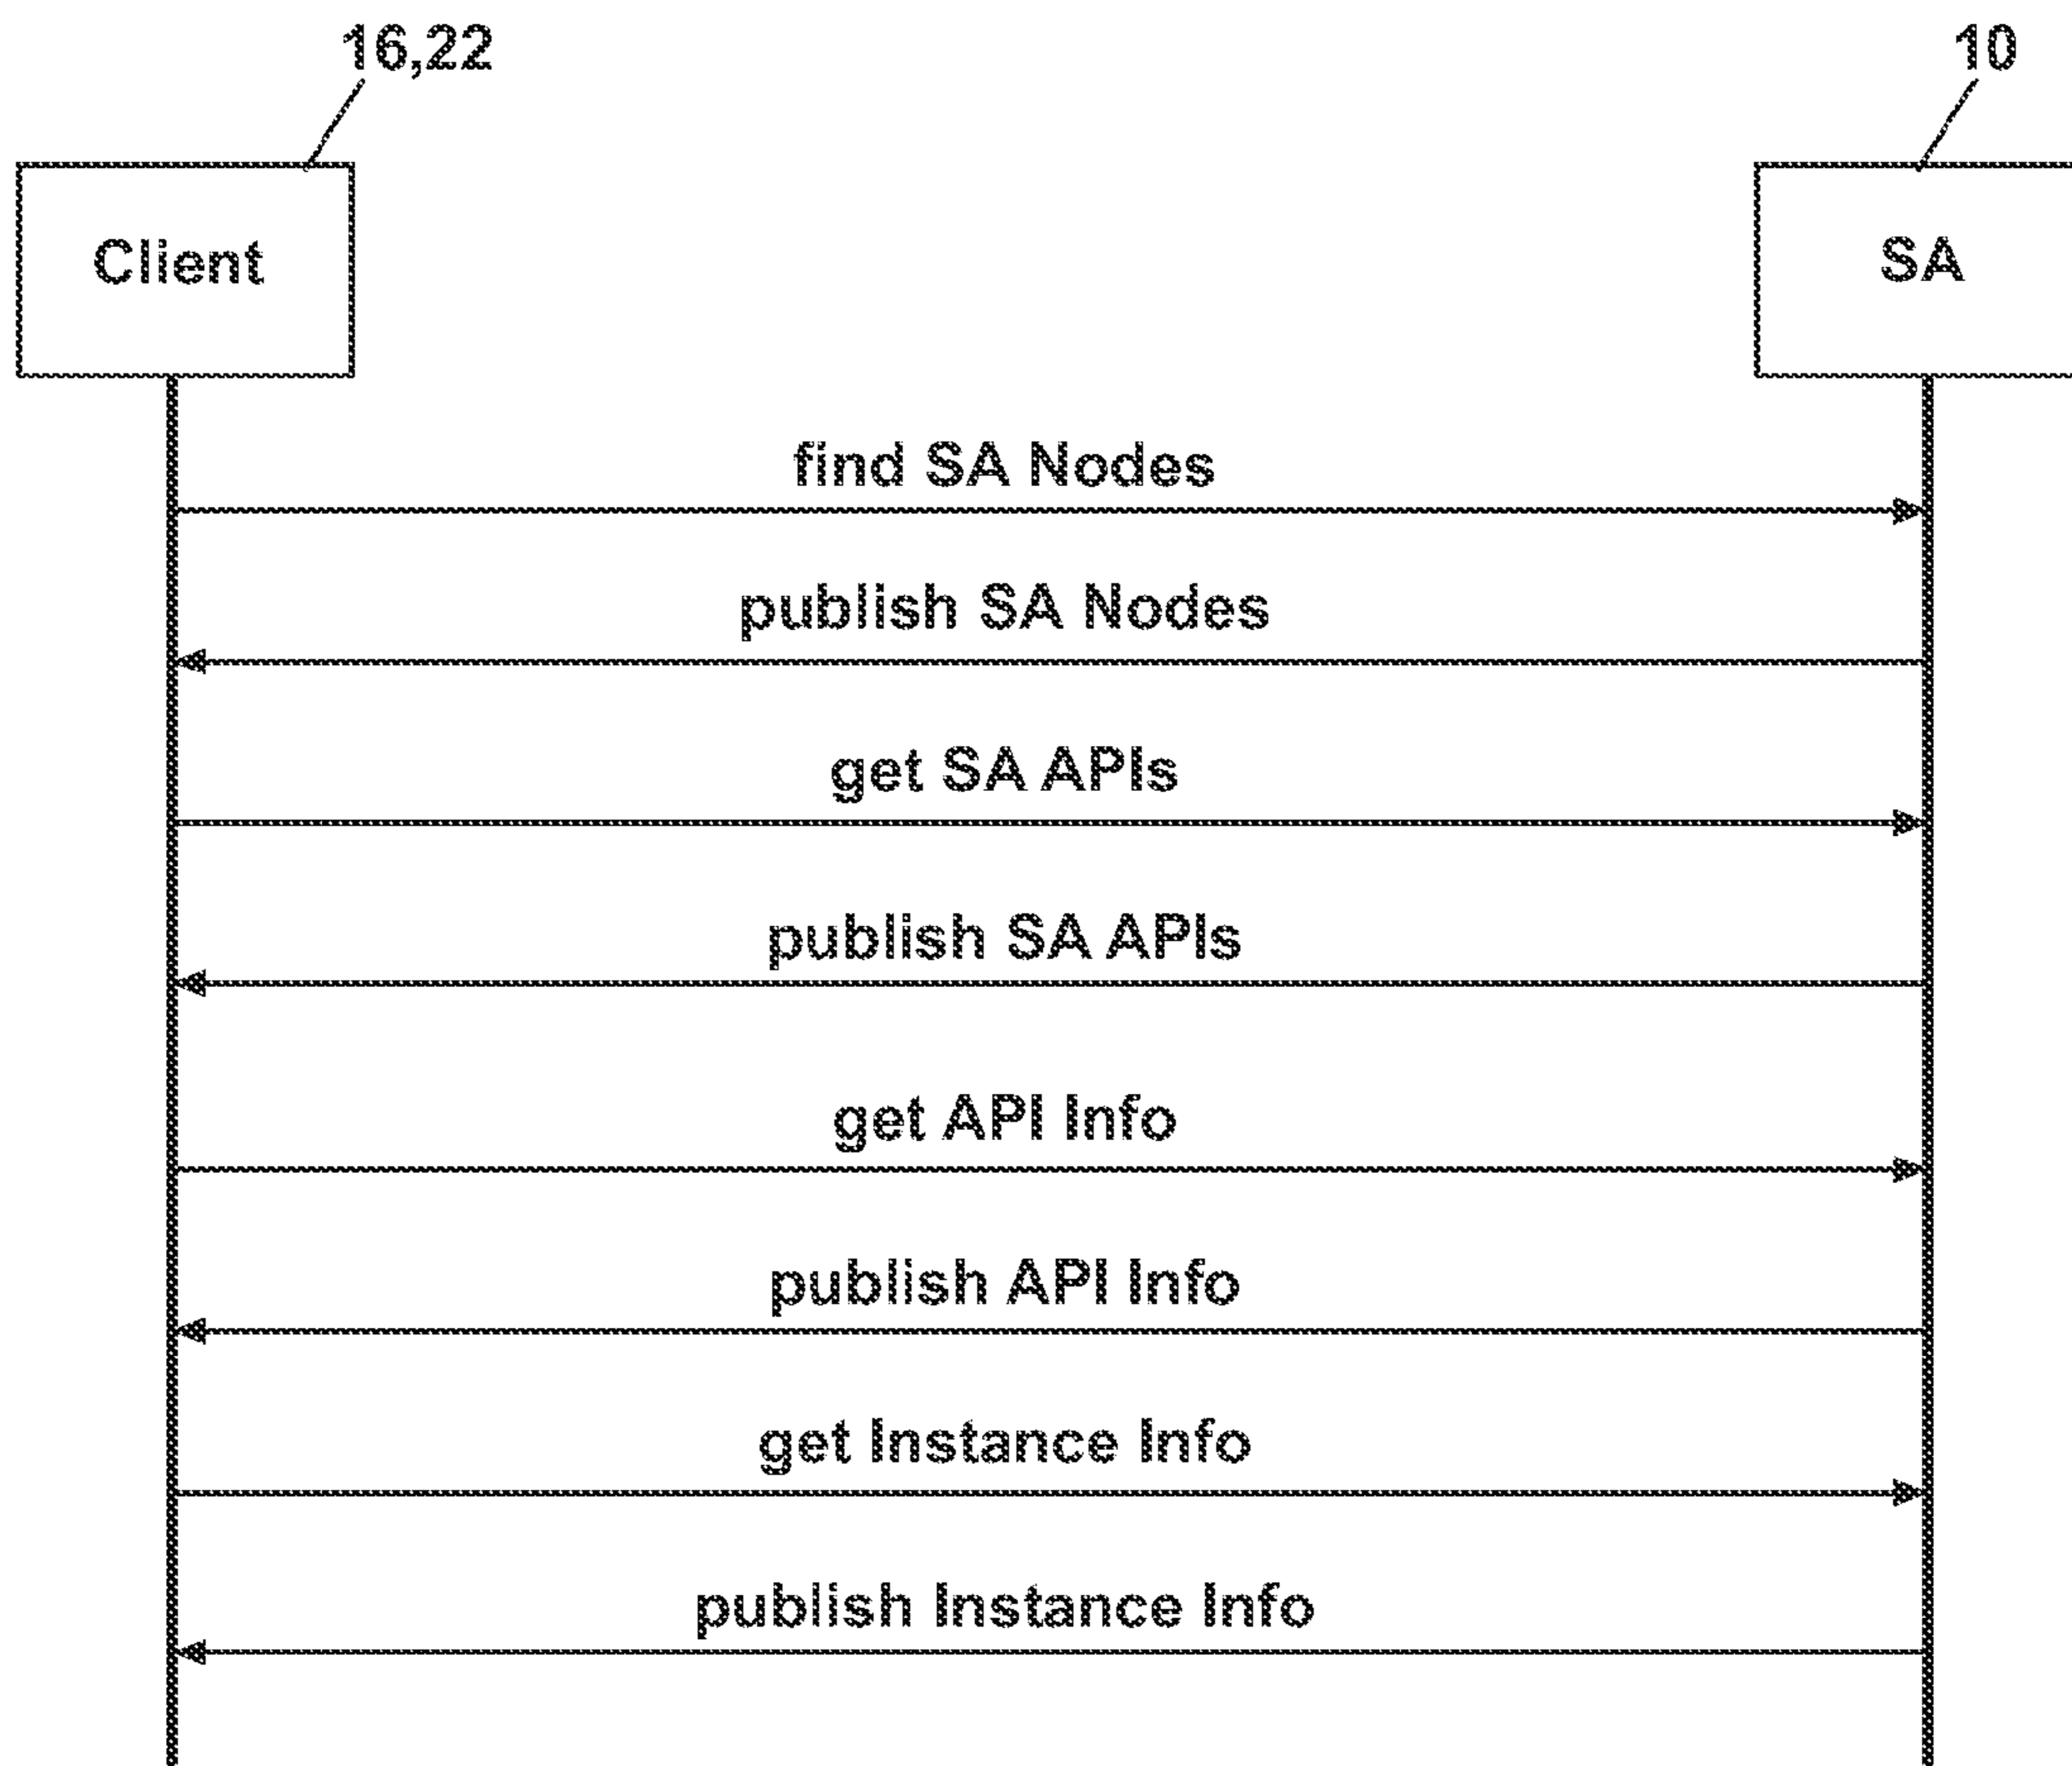 16,22
10
Client
SA
find SA Nodes
publish SA Nodes
get SA APIs
publish SA APIs
get API Info
publish API Info
get Instance Info
publish Instance Info